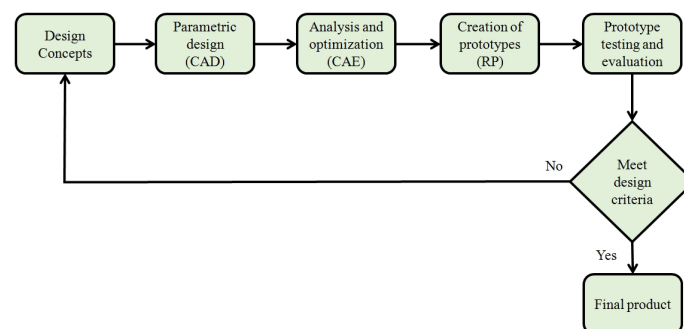 Design
Concepts
Parametric
design
(CAD)
Analysis and
optimization
(CAE)
Creation of
prototypes
(RP)
Prototype
testing and
evaluation
No
Meet
design
criteria
Yes
Final product